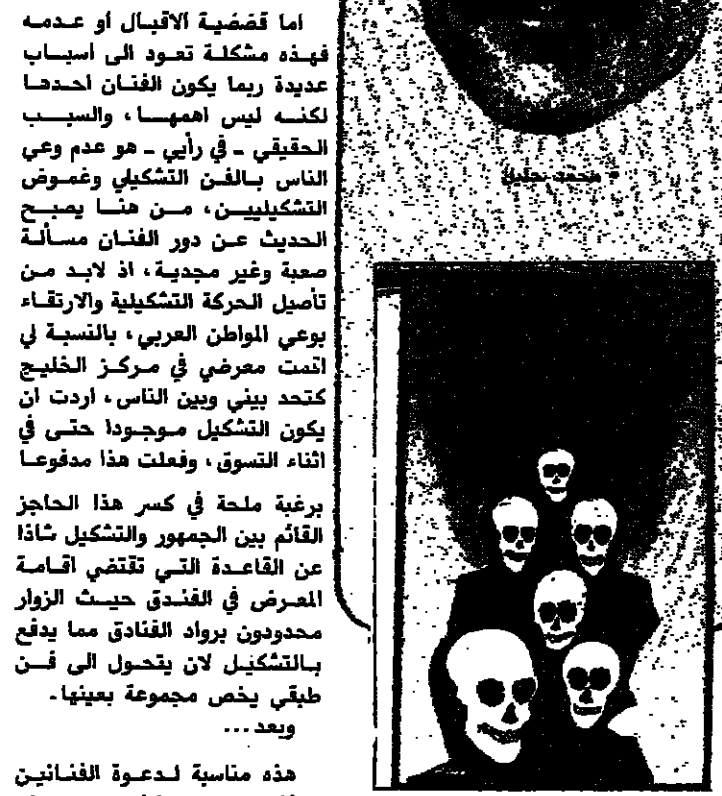 اما قضضية الاقبال أو عدمه
فهذه مشكلة تعود الى اسباب
عديدة ربما يكون الفنان احدها
لكنه ليس اهمها، والسبب
الحقيقي - في رأيي - هو عدم وعي
الناس بالفن التشكيلي وغموض
التشكيليين، من هنا يصبح
الحديث عن دور الفنان مسألة
صعبة وغير مجدية، اذ لابد من
تأصيل الحركة التشكيلية والارتقاء
بوعي المواطن العربي، بالنسبة لي
اقمت معرضي في مركز الخليج
كتحد بيني وبين الناس، اردت ان
يكون التشكيل موجودا حتى في
اثناء التسوق، وفعلت هذا مدفوعا
برغبة ملحة في كسر هذا الحاجز
القائم بين الجمهور والتشكيل شاذا
عن القاعدة التي تقتضي اقامة
المعرض في الفندق حيث الزوار
محدودون برواد الفنادق مما يدفع
بالتشكيل لان يتحول الى فن
طبقي يخص مجموعة بعينها.
وبعد...
هذه مناسبة لدعوة الفنانين
محمد